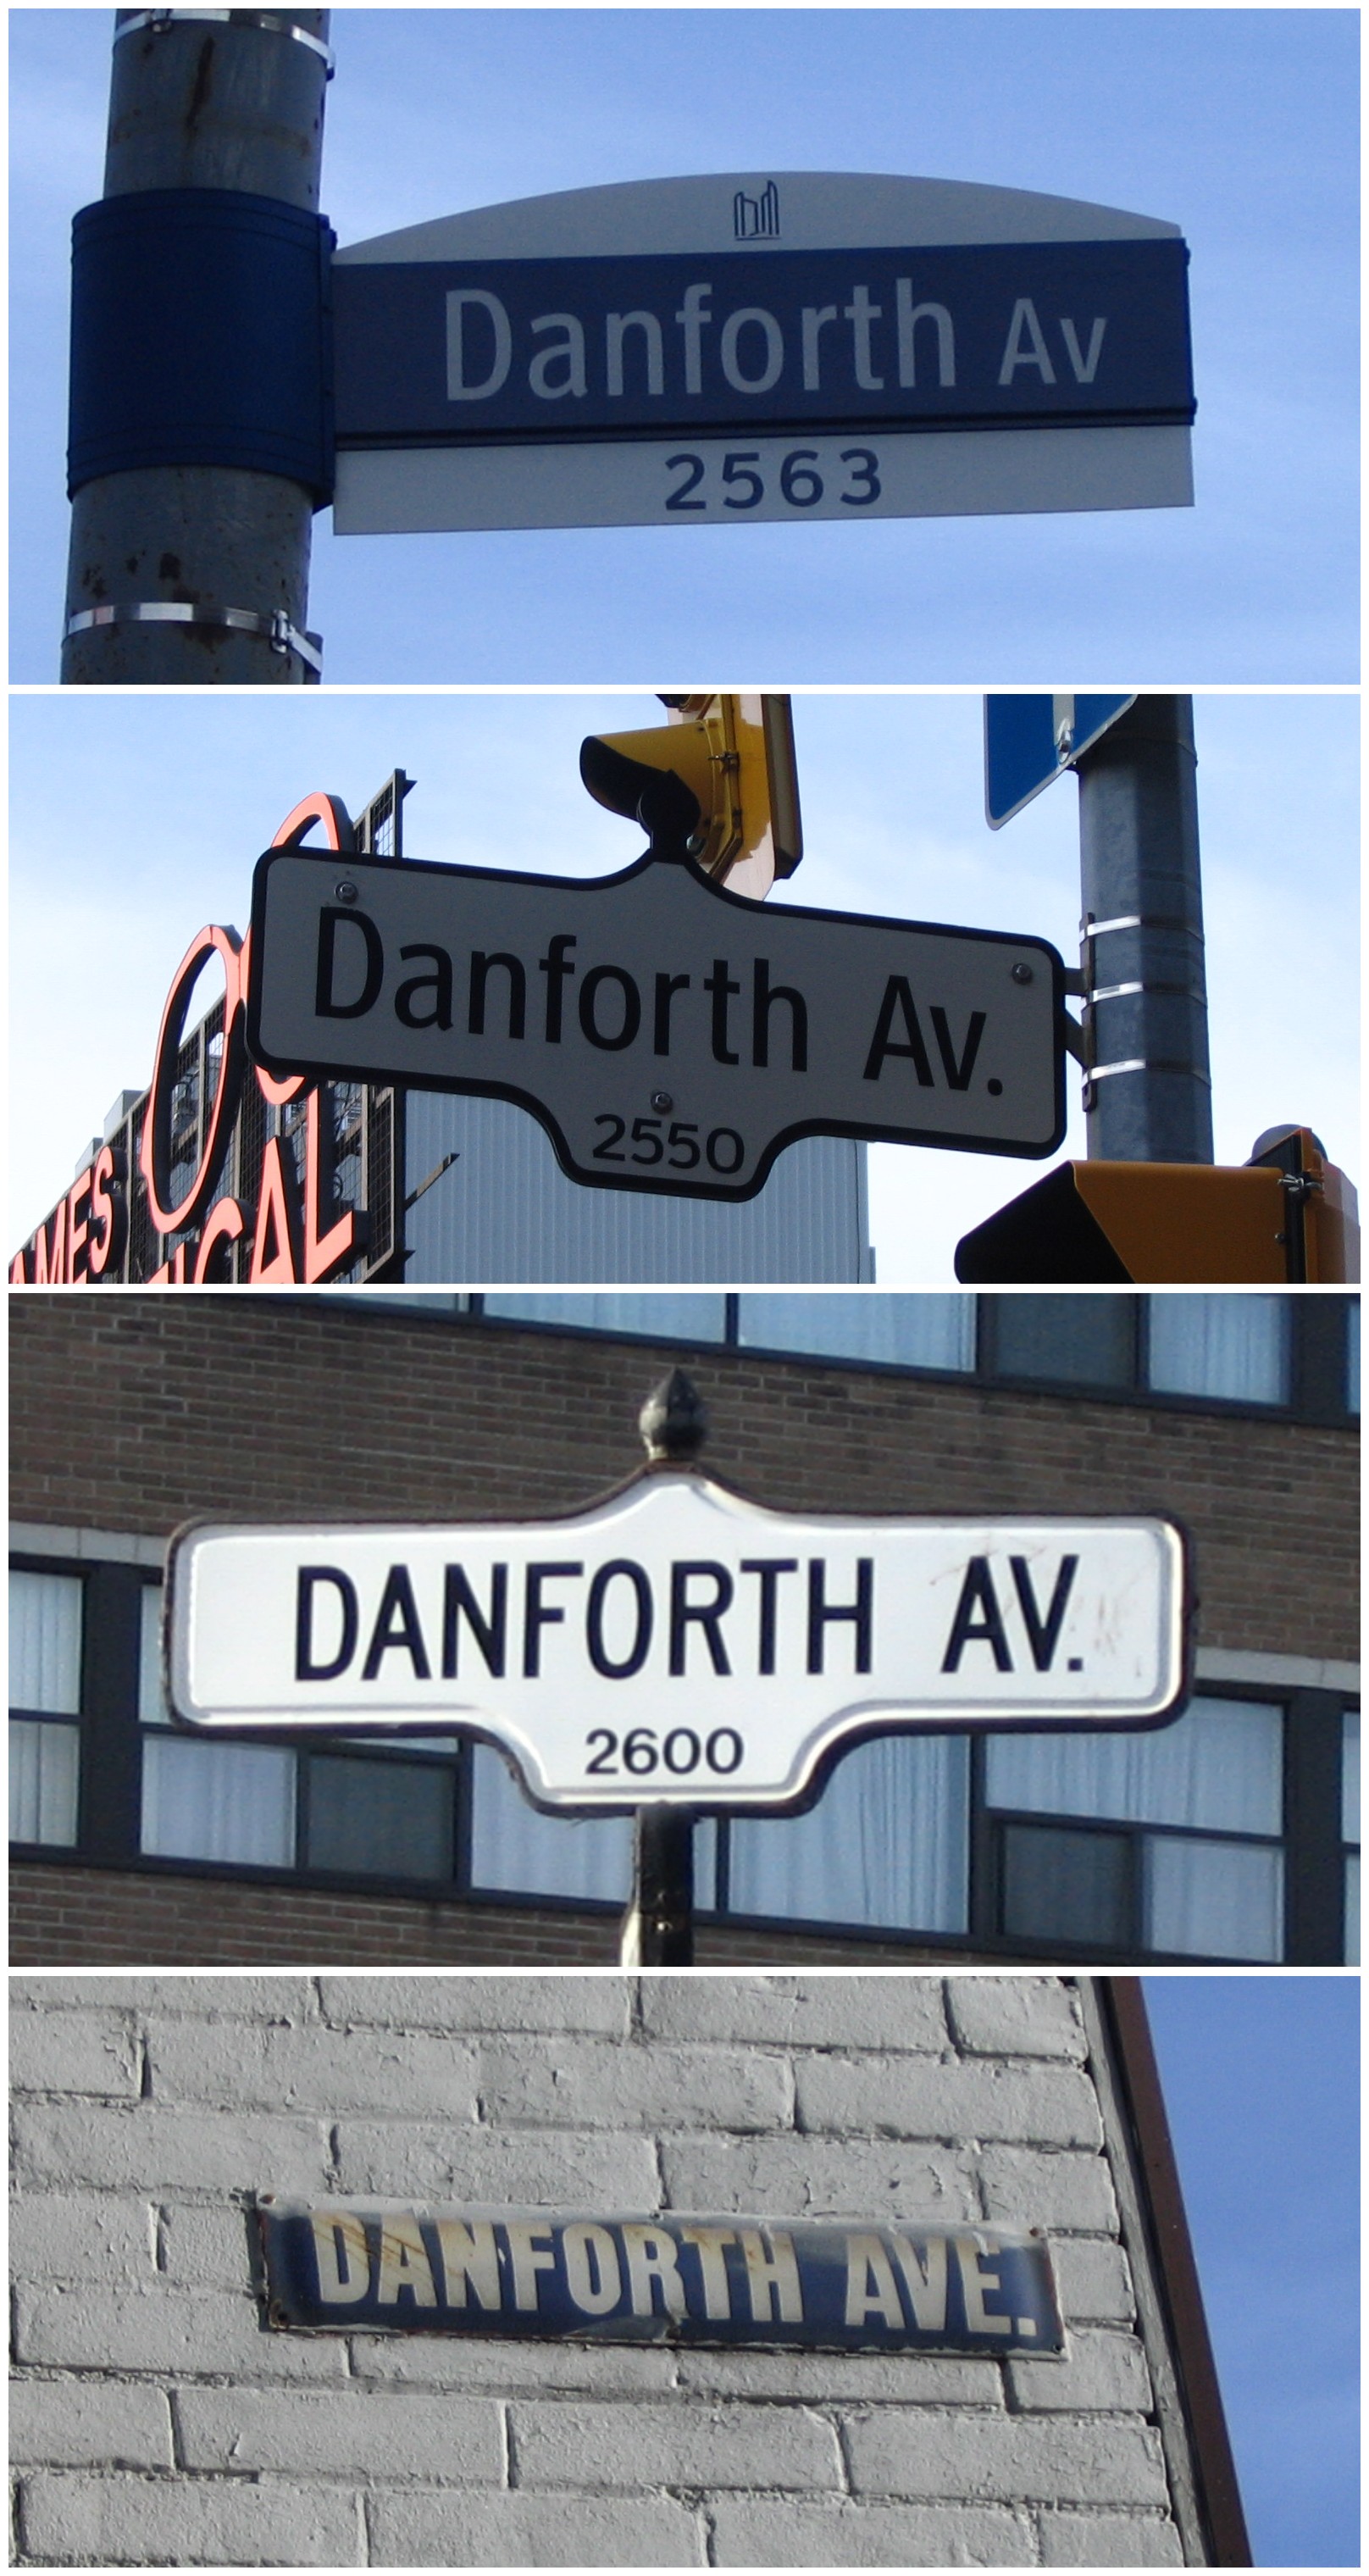 Danforth Av
2563
Danforth Av.
2550
DANFORTH AV.
2600
DANFORTH AVE.